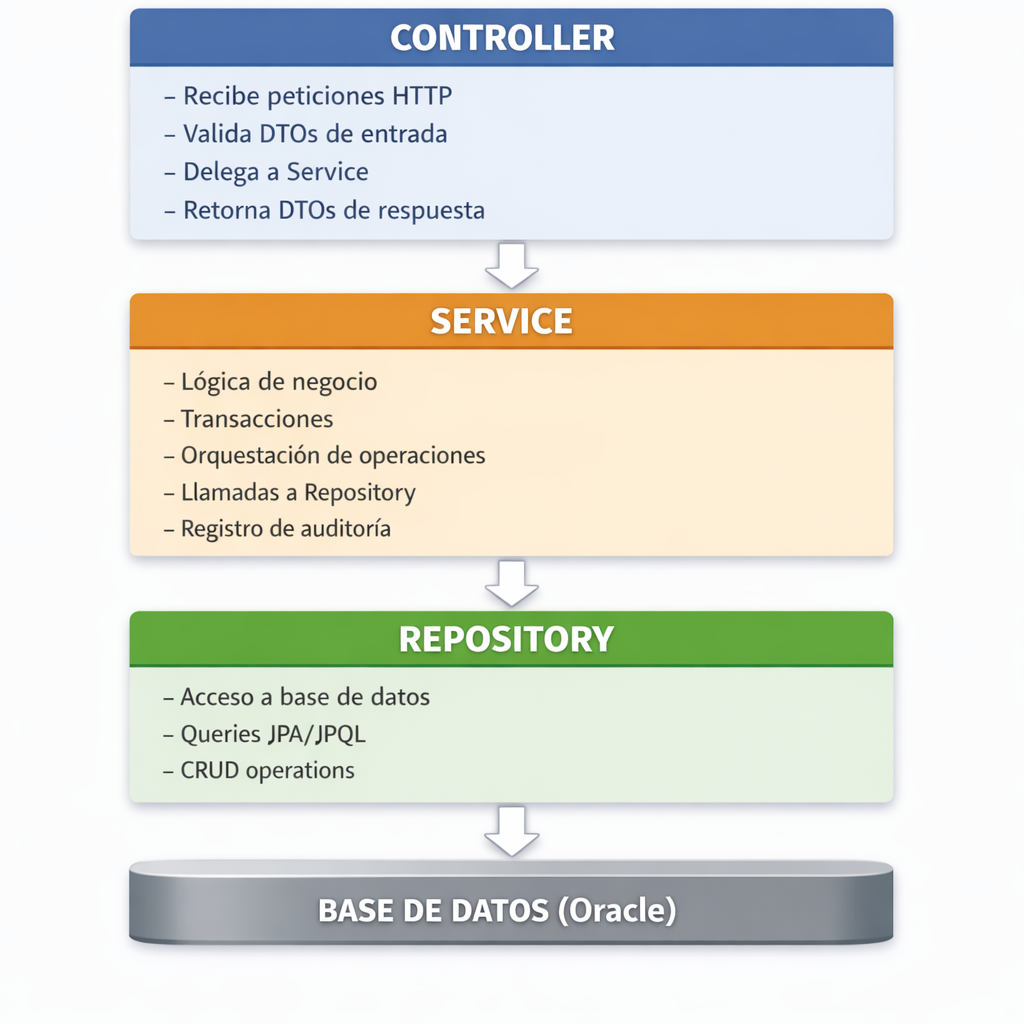 CONTROLLER
– Recibe peticiones HTTP
– Valida DTOs de entrada
– Delega a Service
– Retorna DTOs de respuesta
SERVICE
– Lógica de negocio
– Transacciones
– Orquestación de operaciones
– Llamadas a Repository
– Registro de auditoría
REPOSITORY
– Acceso a base de datos
– Queries JPA/JPQL
– CRUD operations
BASE DE DATOS (Oracle)